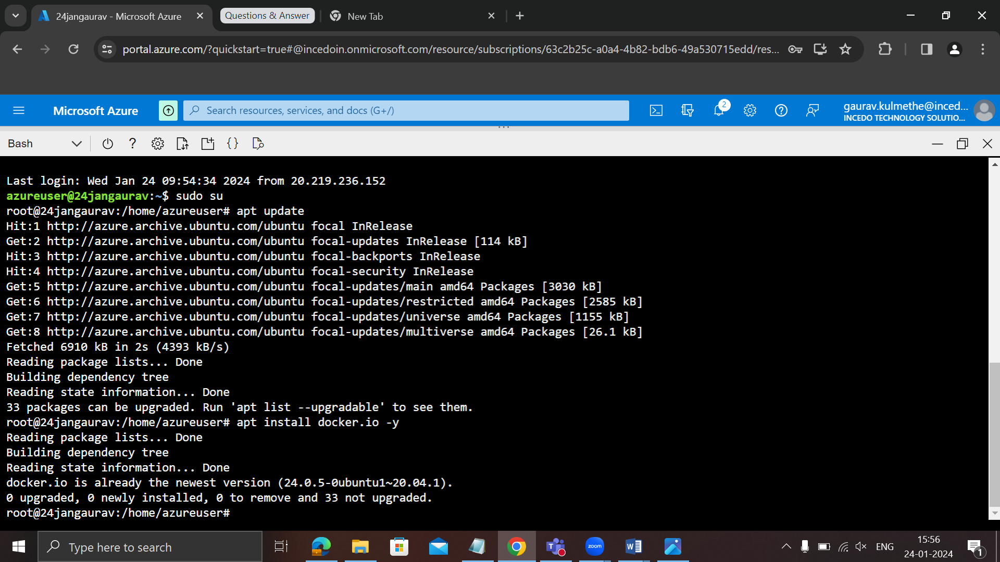 24jangaurav - Microsoft Azure
Questions & Answer
New Tab
portal.azure.com/?quickstart=true#@incedoin.onmicrosoft.com/resource/subscriptions/63c2b25c-a0a4-4b82-bdb6-49a530715edd/res...
Microsoft Azure
Search resources, services, and docs (G+/)
2
gaurav.kulmethe@inced...
INCEDO TECHNOLOGY SOLUTIO...
Bash
Last login: Wed Jan 24 09:54:34 2024 from 20.219.236.152
azureuser@24jangaurav:~$ sudo su
root@24jangaurav:/home/azureuser# apt update
Hit:1 http://azure.archive.ubuntu.com/ubuntu focal InRelease
Get:2 http://azure.archive.ubuntu.com/ubuntu focal-updates InRelease [114 kB]
Hit:3 http://azure.archive.ubuntu.com/ubuntu focal-backports InRelease
Hit:4 http://azure.archive.ubuntu.com/ubuntu focal-security InRelease
Get:5 http://azure.archive.ubuntu.com/ubuntu focal-updates/main amd64 Packages [3030 kB]
Get:6 http://azure.archive.ubuntu.com/ubuntu focal-updates/restricted amd64 Packages [2585 kB]
Get:7 http://azure.archive.ubuntu.com/ubuntu focal-updates/universe amd64 Packages [1155 kB]
Get:8 http://azure.archive.ubuntu.com/ubuntu focal-updates/multiverse amd64 Packages [26.1 kB]
Fetched 6910 kB in 2s (4393 kB/s)
Reading package lists... Done
Building dependency tree
Reading state information... Done
33 packages can be upgraded. Run 'apt list --upgradable' to see them.
root@24jangaurav:/home/azureuser# apt install docker.io -y
Reading package lists... Done
Building dependency tree
Reading state information... Done
docker.io is already the newest version (24.0.5-0ubuntu1~20.04.1).
0 upgraded, 0 newly installed, 0 to remove and 33 not upgraded.
root@24jangaurav:/home/azureuser#
Type here to search
zoom
ENG
15:56
24-01-2024
1